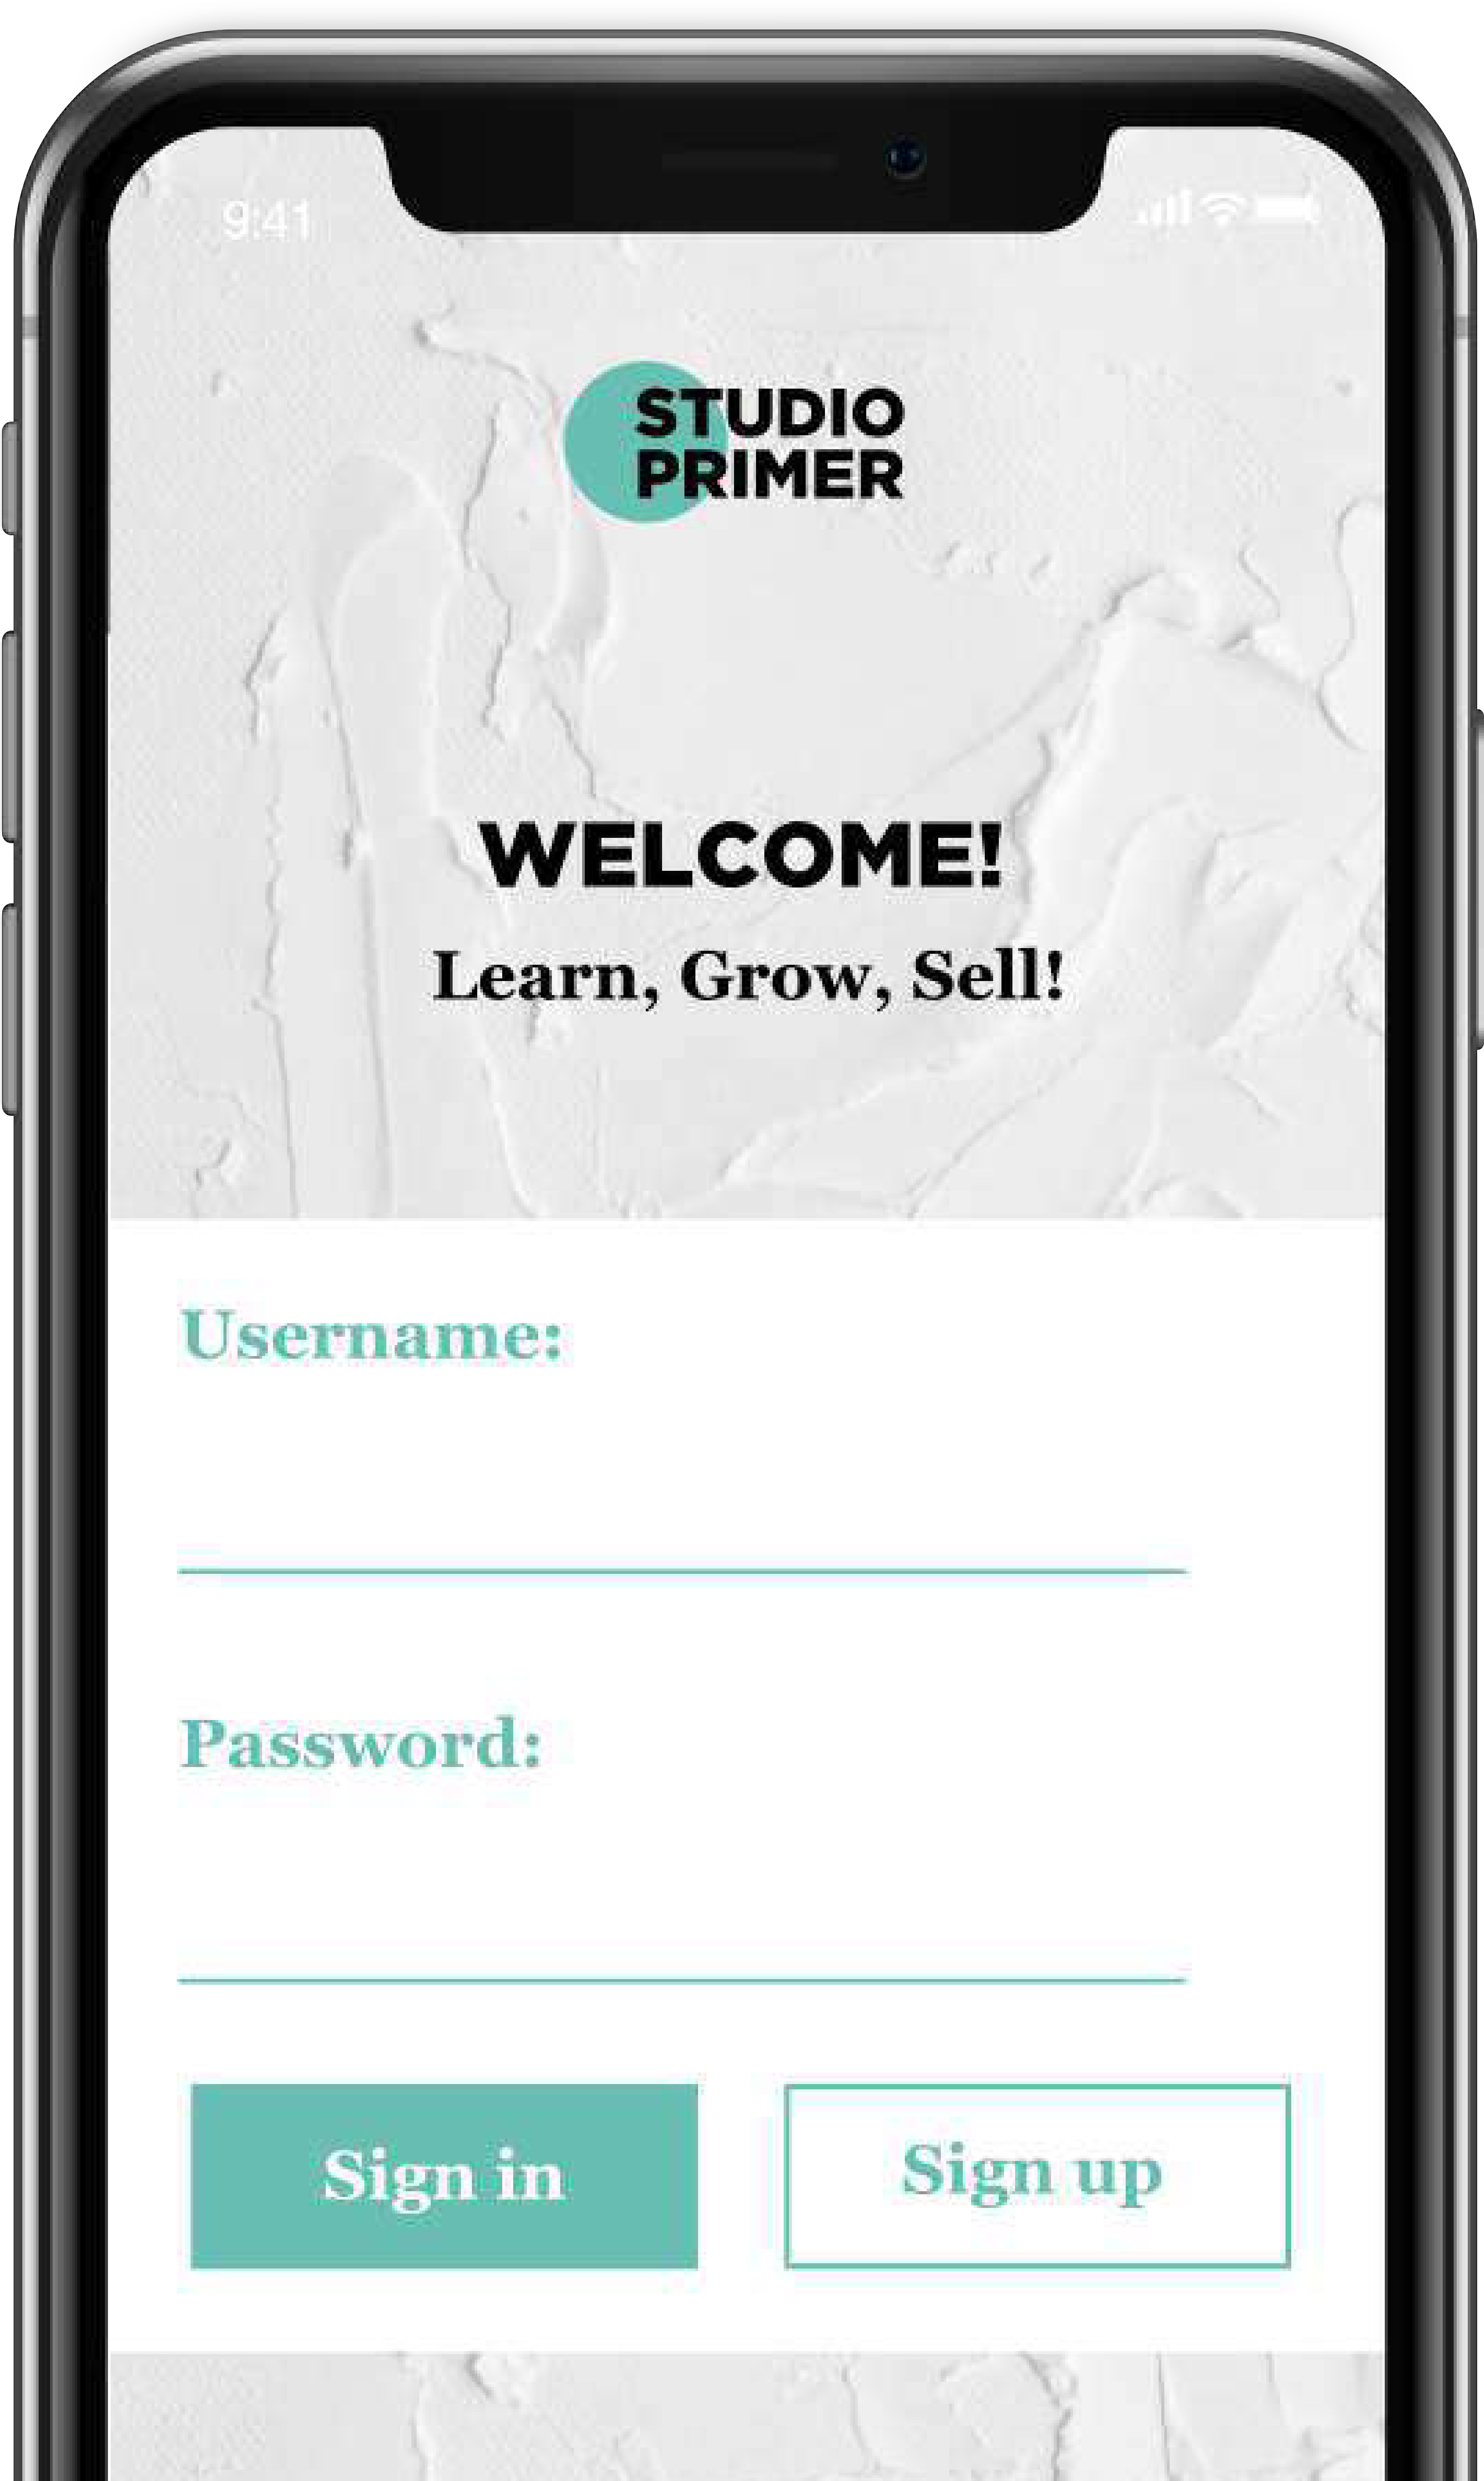 9:41
STUDIO
PRIMER
WELCOME!
Learn, Grow, Sell!
Username:
Password:
Sign in
Sign up